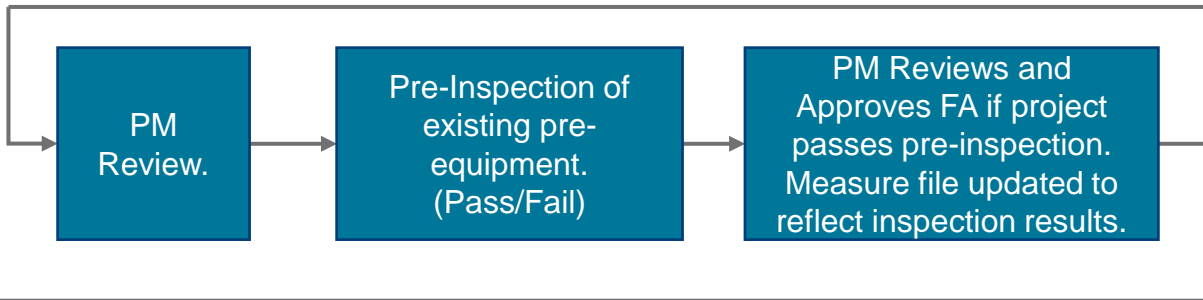 PM
Review.
Pre-Inspection of
existing pre-
equipment.
(Pass/Fail)
PM Reviews and
Approves FA if project
passes pre-inspection.
Measure file updated to
reflect inspection results.